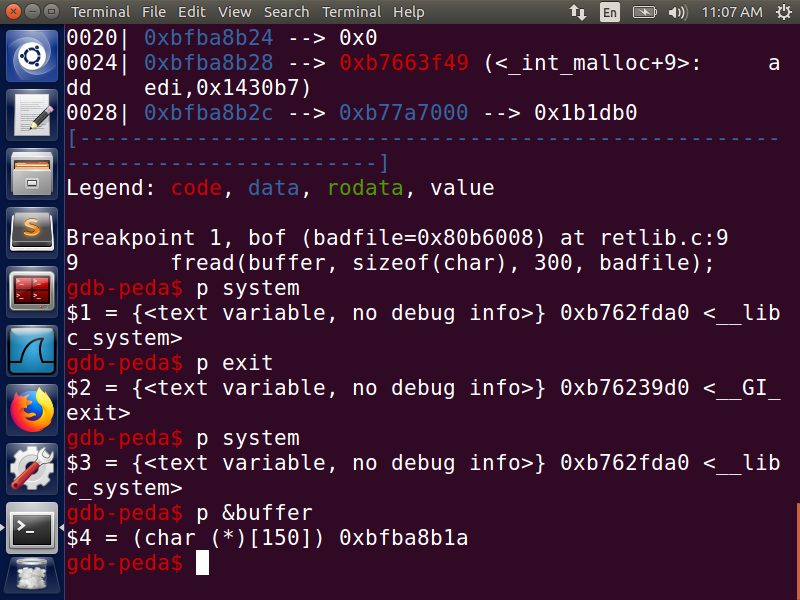 Terminal File Edit View Search Terminal Help En 11:07 AM
0020| 0xbfba8b24 --> 0x0
0024| 0xbfba8b28 --> 0xb7663f49 (<_int_malloc+9>: a
dd edi,0x1430b7)
0028| 0xbfba8b2c --> 0xb77a7000 --> 0x1b1db0
[------------------------------------------------------
------------------------]
Legend: code, data, rodata, value
Breakpoint 1, bof (badfile=0x80b6008) at retlib.c:9
9 fread(buffer, sizeof(char), 300, badfile);
gdb-peda$ p system
$1 = {<text variable, no debug info>} 0xb762fda0 <__lib
c_system>
gdb-peda$ p exit
$2 = {<text variable, no debug info>} 0xb76239d0 <__GI_
exit>
gdb-peda$ p system
$3 = {<text variable, no debug info>} 0xb762fda0 <__lib
c_system>
gdb-peda$ p &buffer
$4 = (char (*)[150]) 0xbfba8b1a
gdb-peda$